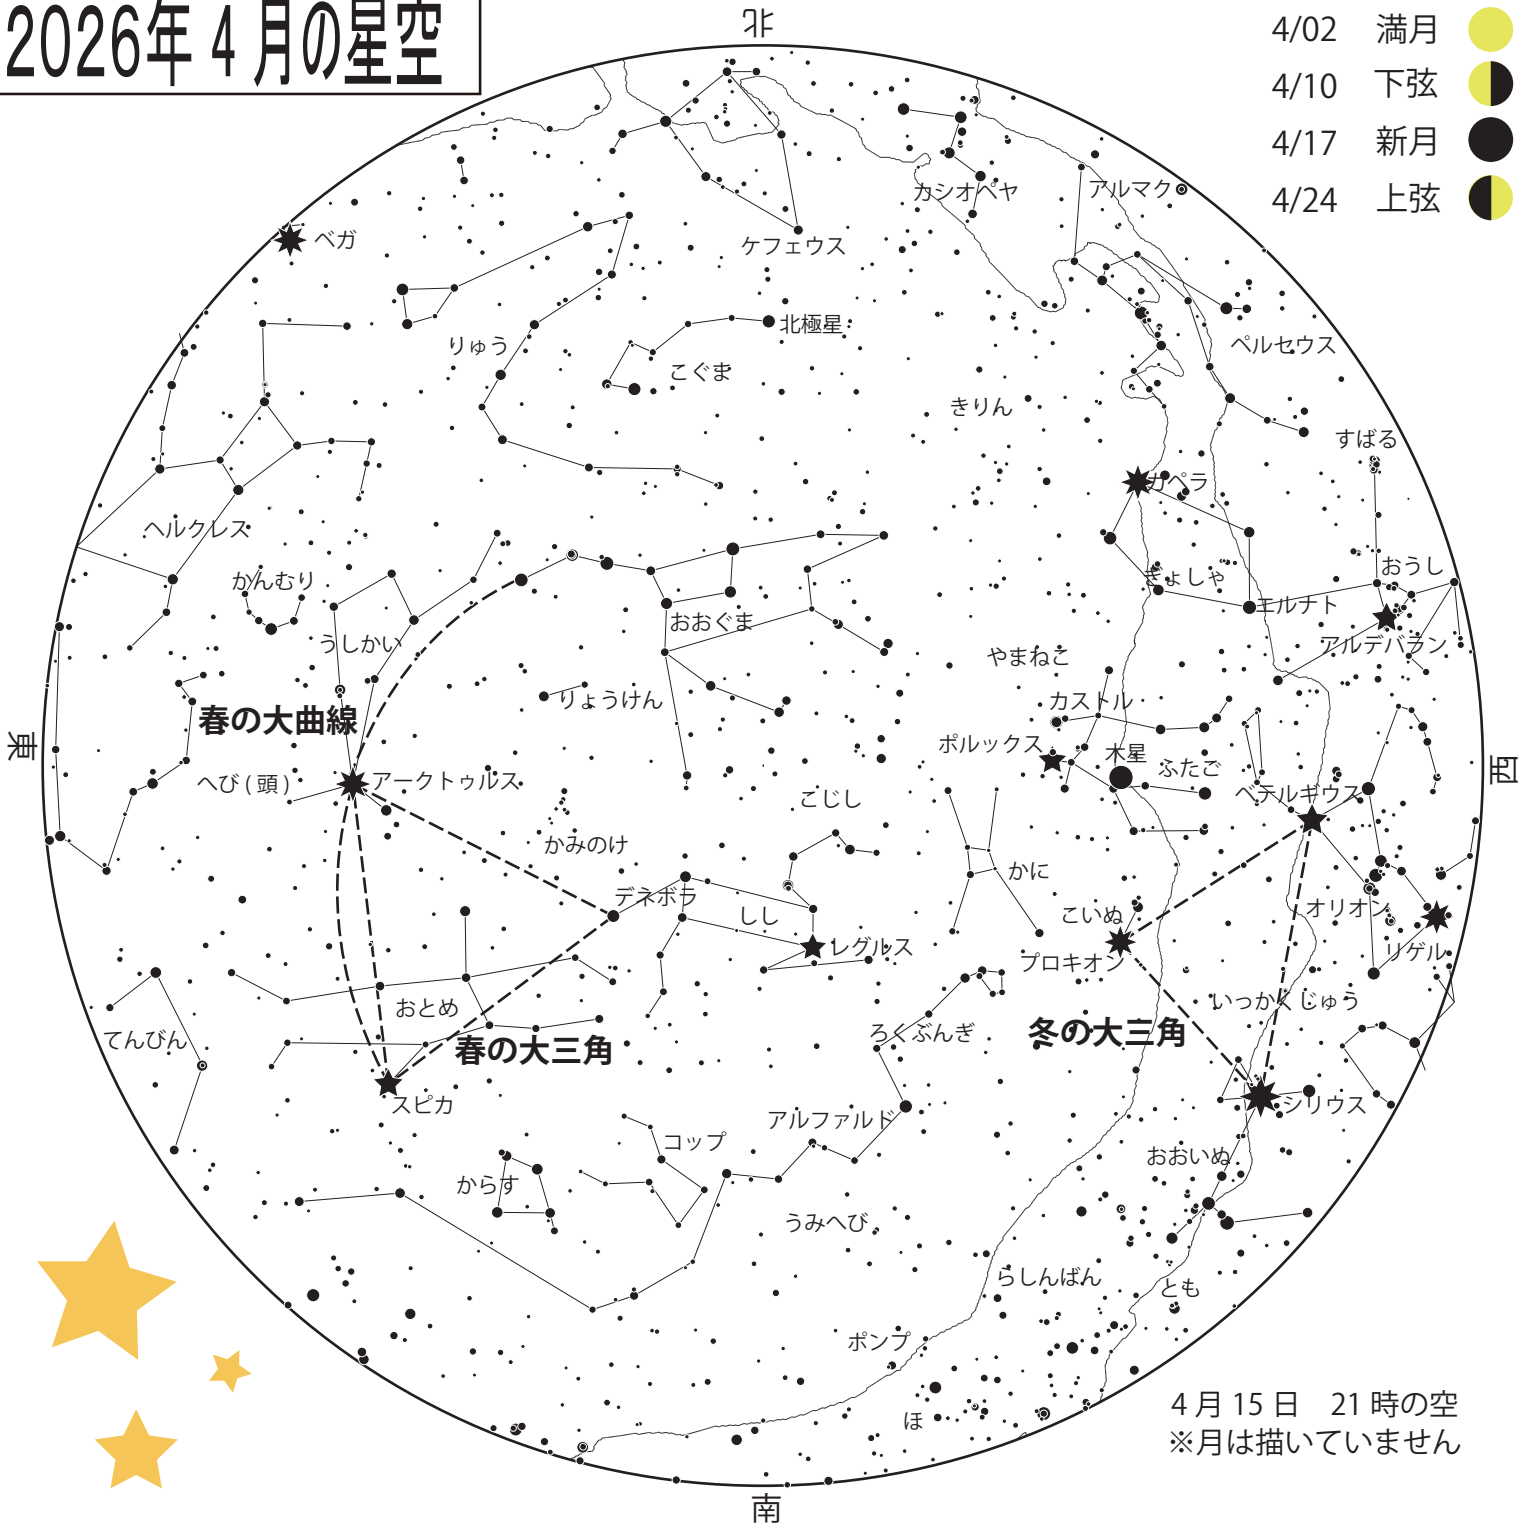 2026年 4 月の星空
北
4/02 満月
4/10 下弦
4/17 新月
4/24 上弦
カシオペヤ
アルマク
ベガ
ケフェウス
北極星
りゅう
こぐま
ペルセウス
きりん
すばる
カペラ
ヘルクレス
かんむり
ぎょしゃ
おうし
エルナト
おおぐま
うしかい
アルデバラン
やまねこ
りょうけん
カストル
春の大曲線
東
ポルックス
木星
ふたご
西
へび ( 頭 )
アークトゥルス
こじし
ベテルギウス
かみのけ
かに
デネボラ
しし
こいぬ
オリオン
レグルス
プロキオン
リゲル
おとめ
いっかくじゅう
てんびん
春の大三角
ろくぶんぎ
冬の大三角
スピカ
アルファルド
シリウス
コップ
おおいぬ
からす
うみへび
らしんばん
とも
ポンプ
ほ
4 月 15 日 21 時の空
※月は描いていません
南